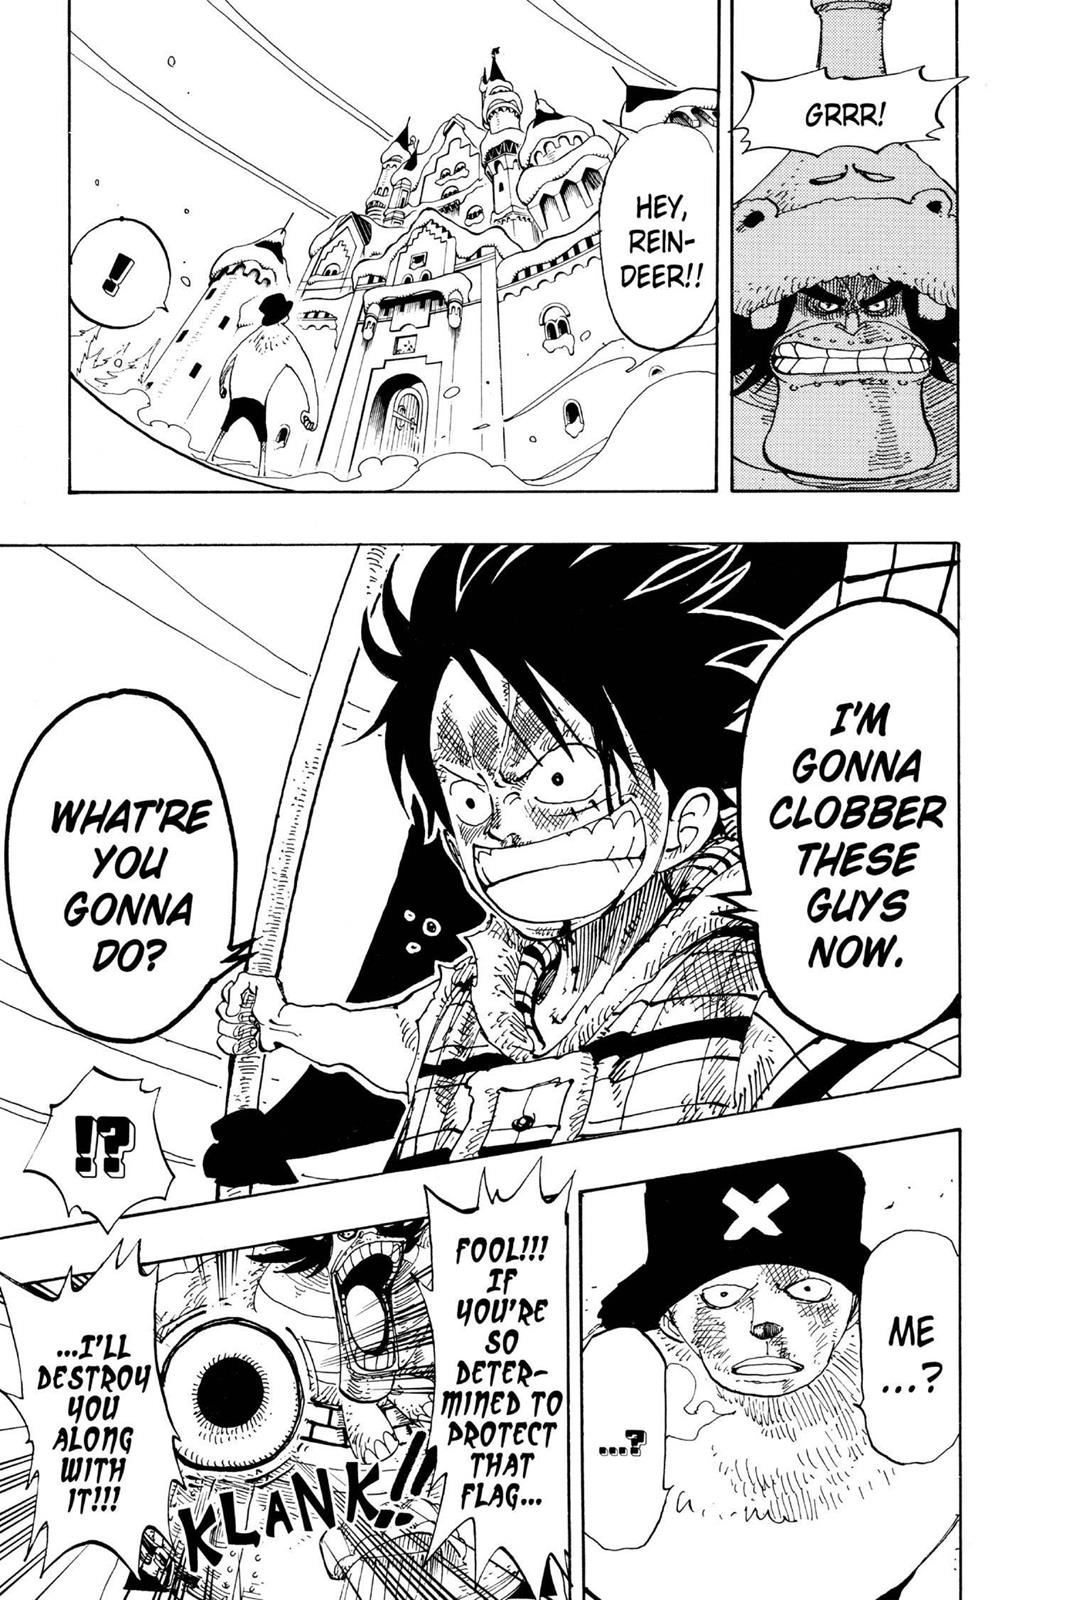 GRRR!
HEY,
REIN-
DEER!!
!
I'M
GONNA
CLOBBER
THESE
GUYS
NOW.
WHAT'RE
YOU
GONNA
DO?
!?
ME
...?
...?
FOOL!!!
IF
YOU'RE
SO
DETER-
MINED TO
PROTECT
THAT
FLAG...
KLANK!!
...I'LL
DESTROY
YOU
ALONG
WITH
IT!!!